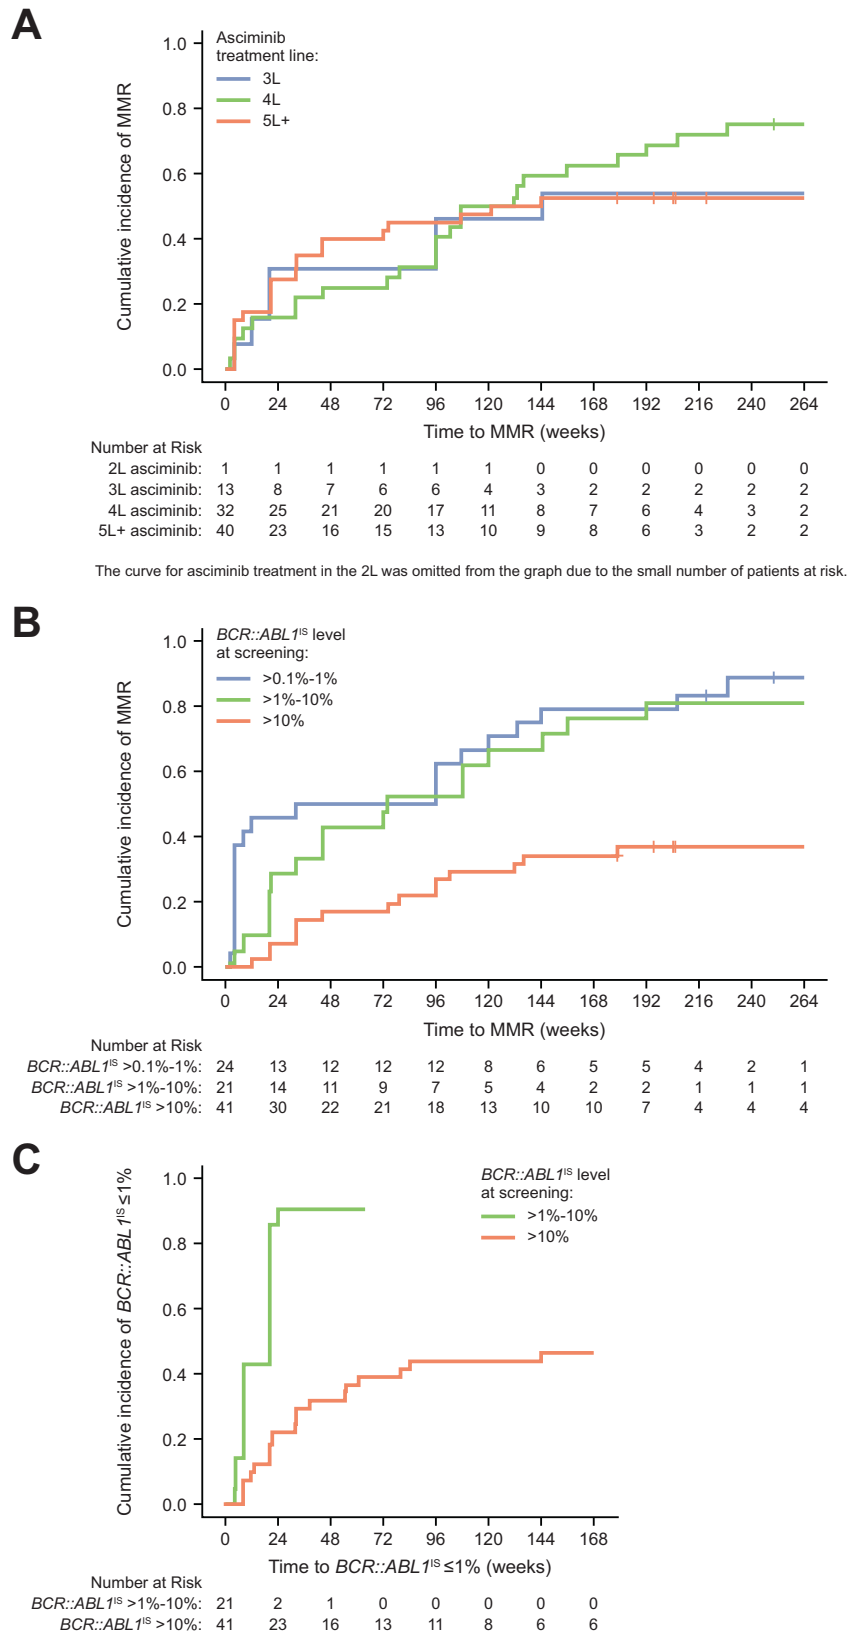 A
Asciminib
treatment line:
3L
4L
5L+
Cumulative incidence of MMR
1.0
0.8
0.6
0.4
0.2
0.0
0 24 48 72 96 120 144 168 192 216 240 264
Time to MMR (weeks)
Number at Risk
2L asciminib: 1 1 1 1 1 1 0 0 0 0 0 0
3L asciminib: 13 8 7 6 6 4 3 2 2 2 2 2
4L asciminib: 32 25 21 20 17 11 8 7 6 4 3 2
5L+ asciminib: 40 23 16 15 13 10 9 8 6 3 2 2
The curve for asciminib treatment in the 2L was omitted from the graph due to the small number of patients at risk.
B
BCR::ABL1IS level
at screening:
>0.1%-1%
>1%-10%
>10%
Cumulative incidence of MMR
1.0
0.8
0.6
0.4
0.2
0.0
0 24 48 72 96 120 144 168 192 216 240 264
Time to MMR (weeks)
Number at Risk
BCR::ABL1IS >0.1%-1%: 24 13 12 12 12 8 6 5 5 4 2 1
BCR::ABL1IS >1%-10%: 21 14 11 9 7 5 4 2 2 1 1 1
BCR::ABL1IS >10%: 41 30 22 21 18 13 10 10 7 4 4 4
C
BCR::ABL1IS level
at screening:
>1%-10%
>10%
Cumulative incidence of BCR::ABL1IS ≤1%
1.0
0.8
0.6
0.4
0.2
0.0
0 24 48 72 96 120 144 168
Time to BCR::ABL1IS ≤1% (weeks)
Number at Risk
BCR::ABL1IS >1%-10%: 21 2 1 0 0 0 0 0
BCR::ABL1IS >10%: 41 23 16 13 11 8 6 6